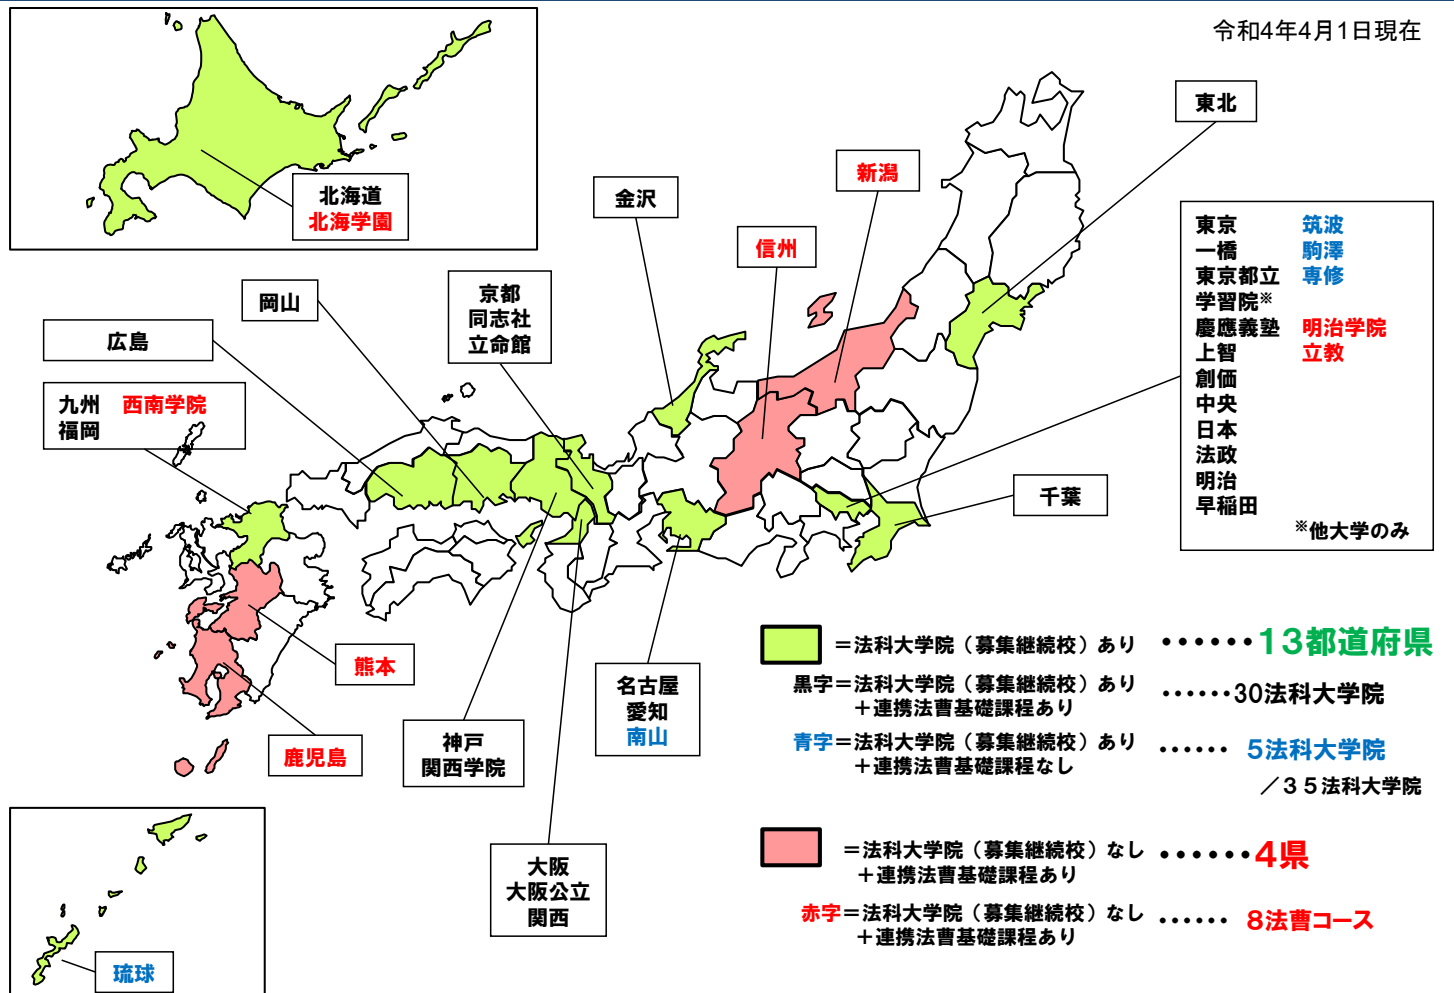 令和4年4月1日現在
東北
新潟
金沢
信州
北海道
北海学園
岡山
京都
同志社
立命館
広島
九州 西南学院
福岡
東京 筑波
一橋 駒澤
東京都立 専修
学習院※
慶應義塾 明治学院
上智 立教
創価
中央
日本
法政
明治
早稲田
※他大学のみ
千葉
熊本
鹿児島
神戸
関西学院
名古屋
愛知
南山
大阪
大阪公立
関西
琉球
=法科大学院(募集継続校)あり ・・・・・・13都道府県
黒字=法科大学院(募集継続校)あり ・・・・・・30法科大学院
+連携法曹基礎課程あり
青字=法科大学院(募集継続校)あり ・・・・・・ 5法科大学院
+連携法曹基礎課程なし
/35法科大学院
=法科大学院(募集継続校)なし ・・・・・・4県
+連携法曹基礎課程あり
赤字=法科大学院(募集継続校)なし ・・・・・・ 8法曹コース
+連携法曹基礎課程あり